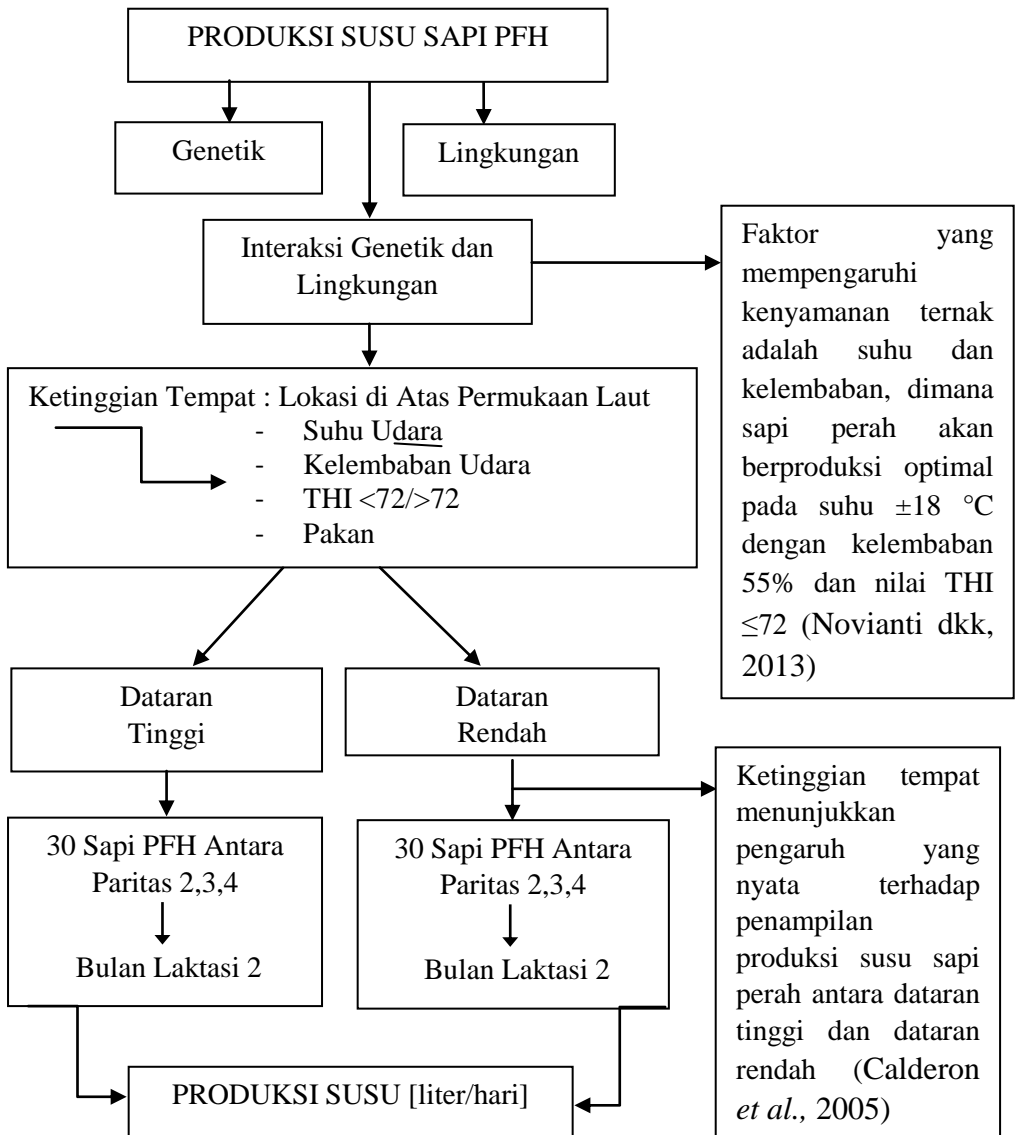 PRODUKSI SUSU SAPI PFH
Genetik
Lingkungan
Interaksi Genetik dan
Lingkungan
Faktor yang
mempengaruhi
kenyamanan ternak
adalah suhu dan
kelembaban, dimana
sapi perah akan
berproduksi optimal
pada suhu ±18 °C
dengan kelembaban
55% dan nilai THI
≤72 (Novianti dkk,
2013)
Ketinggian Tempat : Lokasi di Atas Permukaan Laut
- Suhu Udara
- Kelembaban Udara
- THI <72/>72
- Pakan
Dataran
Tinggi
Dataran
Rendah
30 Sapi PFH Antara
Paritas 2,3,4
Bulan Laktasi 2
30 Sapi PFH Antara
Paritas 2,3,4
Bulan Laktasi 2
Ketinggian tempat
menunjukkan
pengaruh yang
nyata terhadap
penampilan
produksi susu sapi
perah antara dataran
tinggi dan dataran
rendah (Calderon
et al., 2005)
PRODUKSI SUSU [liter/hari]